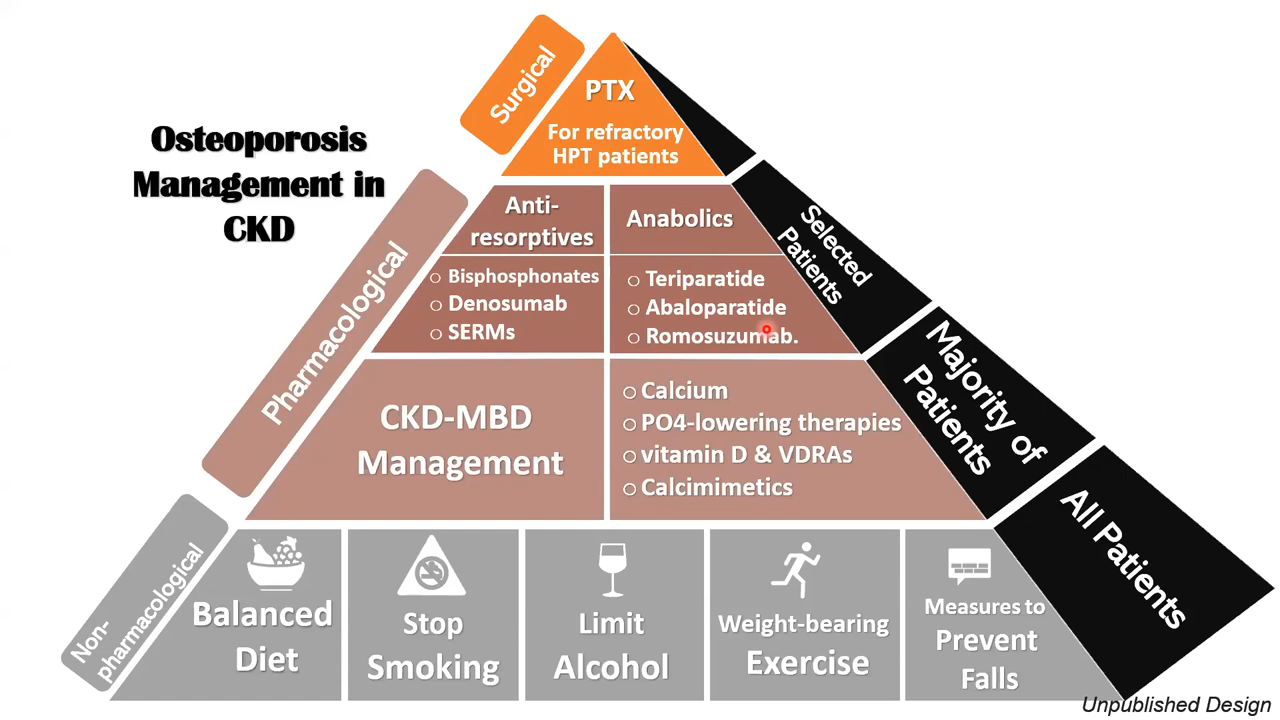 Osteoporosis
Management in
CKD
Surgical
PTX
For refractory
HPT patients
Pharmacological
Anti-
resorptives
Anabolics
○ Bisphosphonates
○ Denosumab
○ SERMs
○ Teriparatide
○ Abaloparatide
○ Romosuzumab.
Selected
Patients
CKD-MBD
Management
○ Calcium
○ PO4-lowering therapies
○ vitamin D & VDRAs
○ Calcimimetics
Majority of
Patients
Non-
pharmacological
Balanced
Diet
Stop
Smoking
Limit
Alcohol
Weight-bearing
Exercise
Measures to
Prevent
Falls
All Patients
Unpublished Design